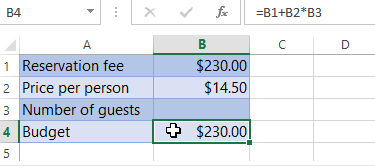 B4 fx =B1+B2*B3
A B C D
1 Reservation fee $230.00
2 Price per person $14.50
3 Number of guests
4 Budget $230.00
5